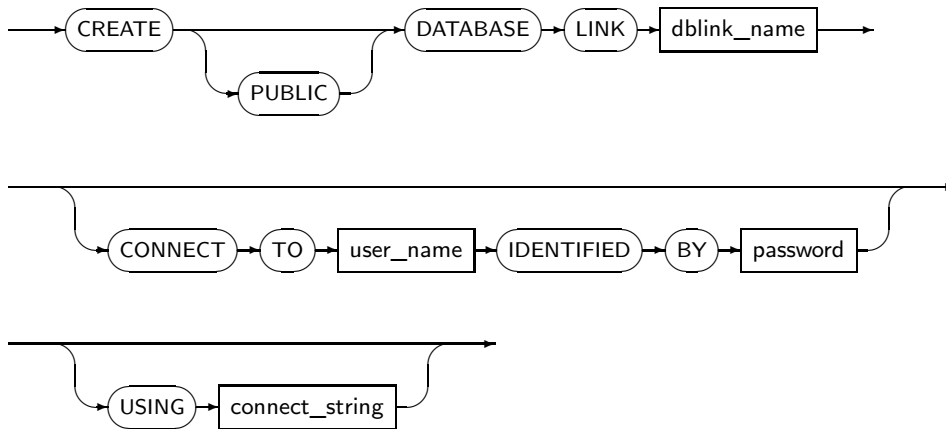 CREATE DATABASE LINK dblink_name
PUBLIC
CONNECT TO user_name IDENTIFIED BY password
USING connect_string